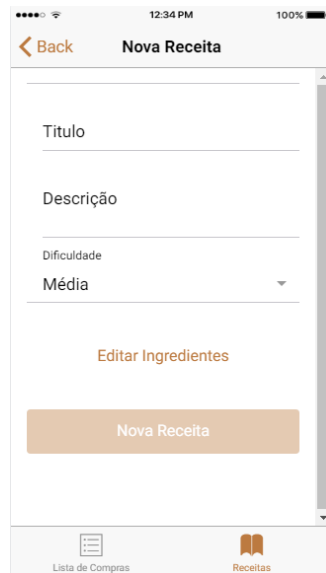 12:34 PM
100%
Back
Nova Receita
Titulo
Descrição
Dificuldade
Média
Editar Ingredientes
Nova Receita
Lista de Compras
Receitas